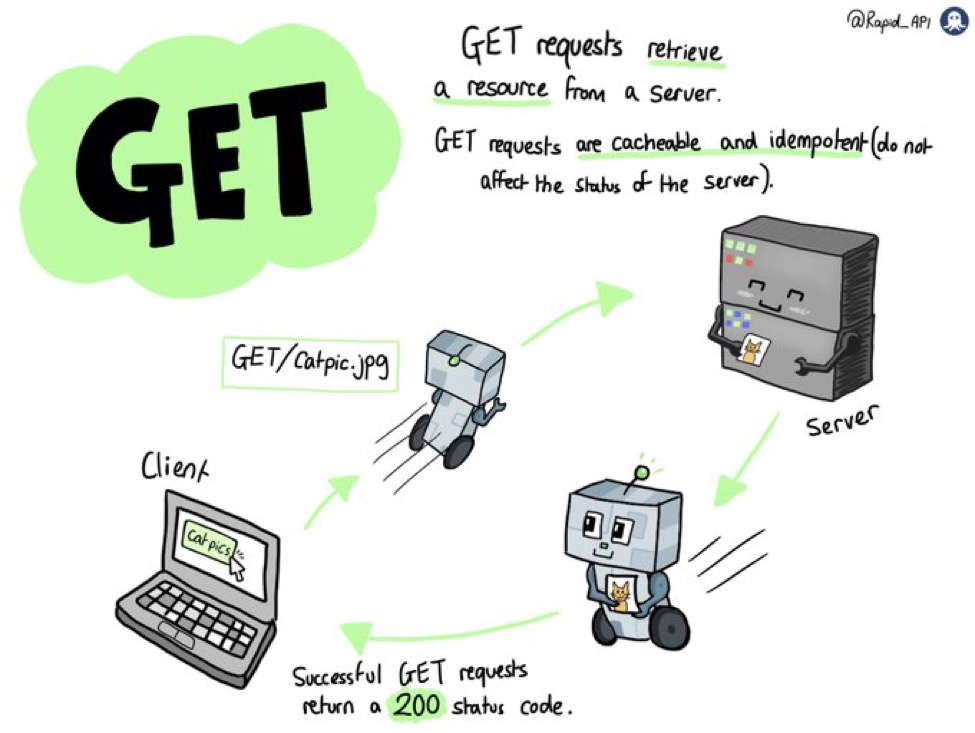 @Rapid_API
GET
GET requests retrieve
a resource from a server.
GET requests are cacheable and idempotent (do not
affect the status of the server).
GET/Catpic.jpg
Server
Client
Cat pics
Successful GET requests
return a 200 status code.